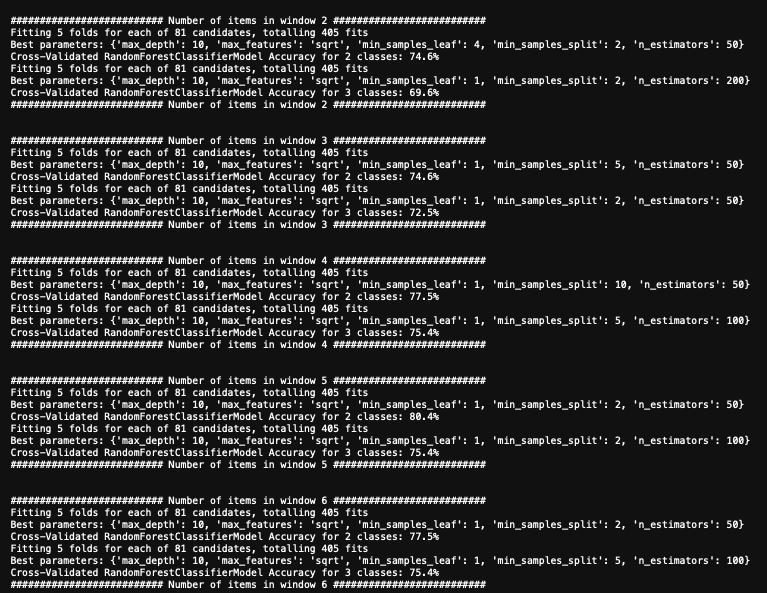 ########################## Number of items in window 2 ##########################
Fitting 5 folds for each of 81 candidates, totalling 405 fits
Best parameters: {'max_depth': 10, 'max_features': 'sqrt', 'min_samples_leaf': 4, 'min_samples_split': 2, 'n_estimators': 50}
Cross-Validated RandomForestClassifierModel Accuracy for 2 classes: 74.6%
Fitting 5 folds for each of 81 candidates, totalling 405 fits
Best parameters: {'max_depth': 10, 'max_features': 'sqrt', 'min_samples_leaf': 1, 'min_samples_split': 2, 'n_estimators': 200}
Cross-Validated RandomForestClassifierModel Accuracy for 3 classes: 69.6%
########################## Number of items in window 2 ##########################
########################## Number of items in window 3 ##########################
Fitting 5 folds for each of 81 candidates, totalling 405 fits
Best parameters: {'max_depth': 10, 'max_features': 'sqrt', 'min_samples_leaf': 1, 'min_samples_split': 5, 'n_estimators': 50}
Cross-Validated RandomForestClassifierModel Accuracy for 2 classes: 74.6%
Fitting 5 folds for each of 81 candidates, totalling 405 fits
Best parameters: {'max_depth': 10, 'max_features': 'sqrt', 'min_samples_leaf': 1, 'min_samples_split': 2, 'n_estimators': 50}
Cross-Validated RandomForestClassifierModel Accuracy for 3 classes: 72.5%
########################## Number of items in window 3 ##########################
########################## Number of items in window 4 ##########################
Fitting 5 folds for each of 81 candidates, totalling 405 fits
Best parameters: {'max_depth': 10, 'max_features': 'sqrt', 'min_samples_leaf': 1, 'min_samples_split': 10, 'n_estimators': 50}
Cross-Validated RandomForestClassifierModel Accuracy for 2 classes: 77.5%
Fitting 5 folds for each of 81 candidates, totalling 405 fits
Best parameters: {'max_depth': 10, 'max_features': 'sqrt', 'min_samples_leaf': 1, 'min_samples_split': 5, 'n_estimators': 100}
Cross-Validated RandomForestClassifierModel Accuracy for 3 classes: 75.4%
########################## Number of items in window 4 ##########################
########################## Number of items in window 5 ##########################
Fitting 5 folds for each of 81 candidates, totalling 405 fits
Best parameters: {'max_depth': 10, 'max_features': 'sqrt', 'min_samples_leaf': 1, 'min_samples_split': 2, 'n_estimators': 50}
Cross-Validated RandomForestClassifierModel Accuracy for 2 classes: 80.4%
Fitting 5 folds for each of 81 candidates, totalling 405 fits
Best parameters: {'max_depth': 10, 'max_features': 'sqrt', 'min_samples_leaf': 1, 'min_samples_split': 2, 'n_estimators': 100}
Cross-Validated RandomForestClassifierModel Accuracy for 3 classes: 75.4%
########################## Number of items in window 5 ##########################
########################## Number of items in window 6 ##########################
Fitting 5 folds for each of 81 candidates, totalling 405 fits
Best parameters: {'max_depth': 10, 'max_features': 'sqrt', 'min_samples_leaf': 1, 'min_samples_split': 2, 'n_estimators': 50}
Cross-Validated RandomForestClassifierModel Accuracy for 2 classes: 77.5%
Fitting 5 folds for each of 81 candidates, totalling 405 fits
Best parameters: {'max_depth': 10, 'max_features': 'sqrt', 'min_samples_leaf': 1, 'min_samples_split': 5, 'n_estimators': 100}
Cross-Validated RandomForestClassifierModel Accuracy for 3 classes: 75.4%
########################## Number of items in window 6 ##########################